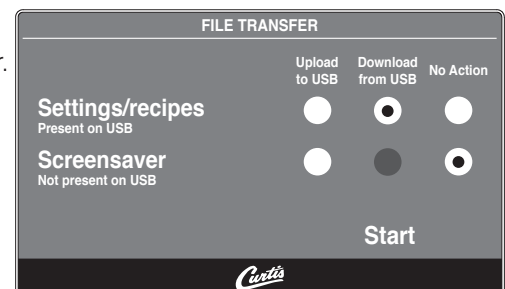 FILE TRANSFER
r.
Upload to USB
Download from USB
No Action
Settings/recipes
Present on USB
Screensaver
Not present on USB
Start
Curtis